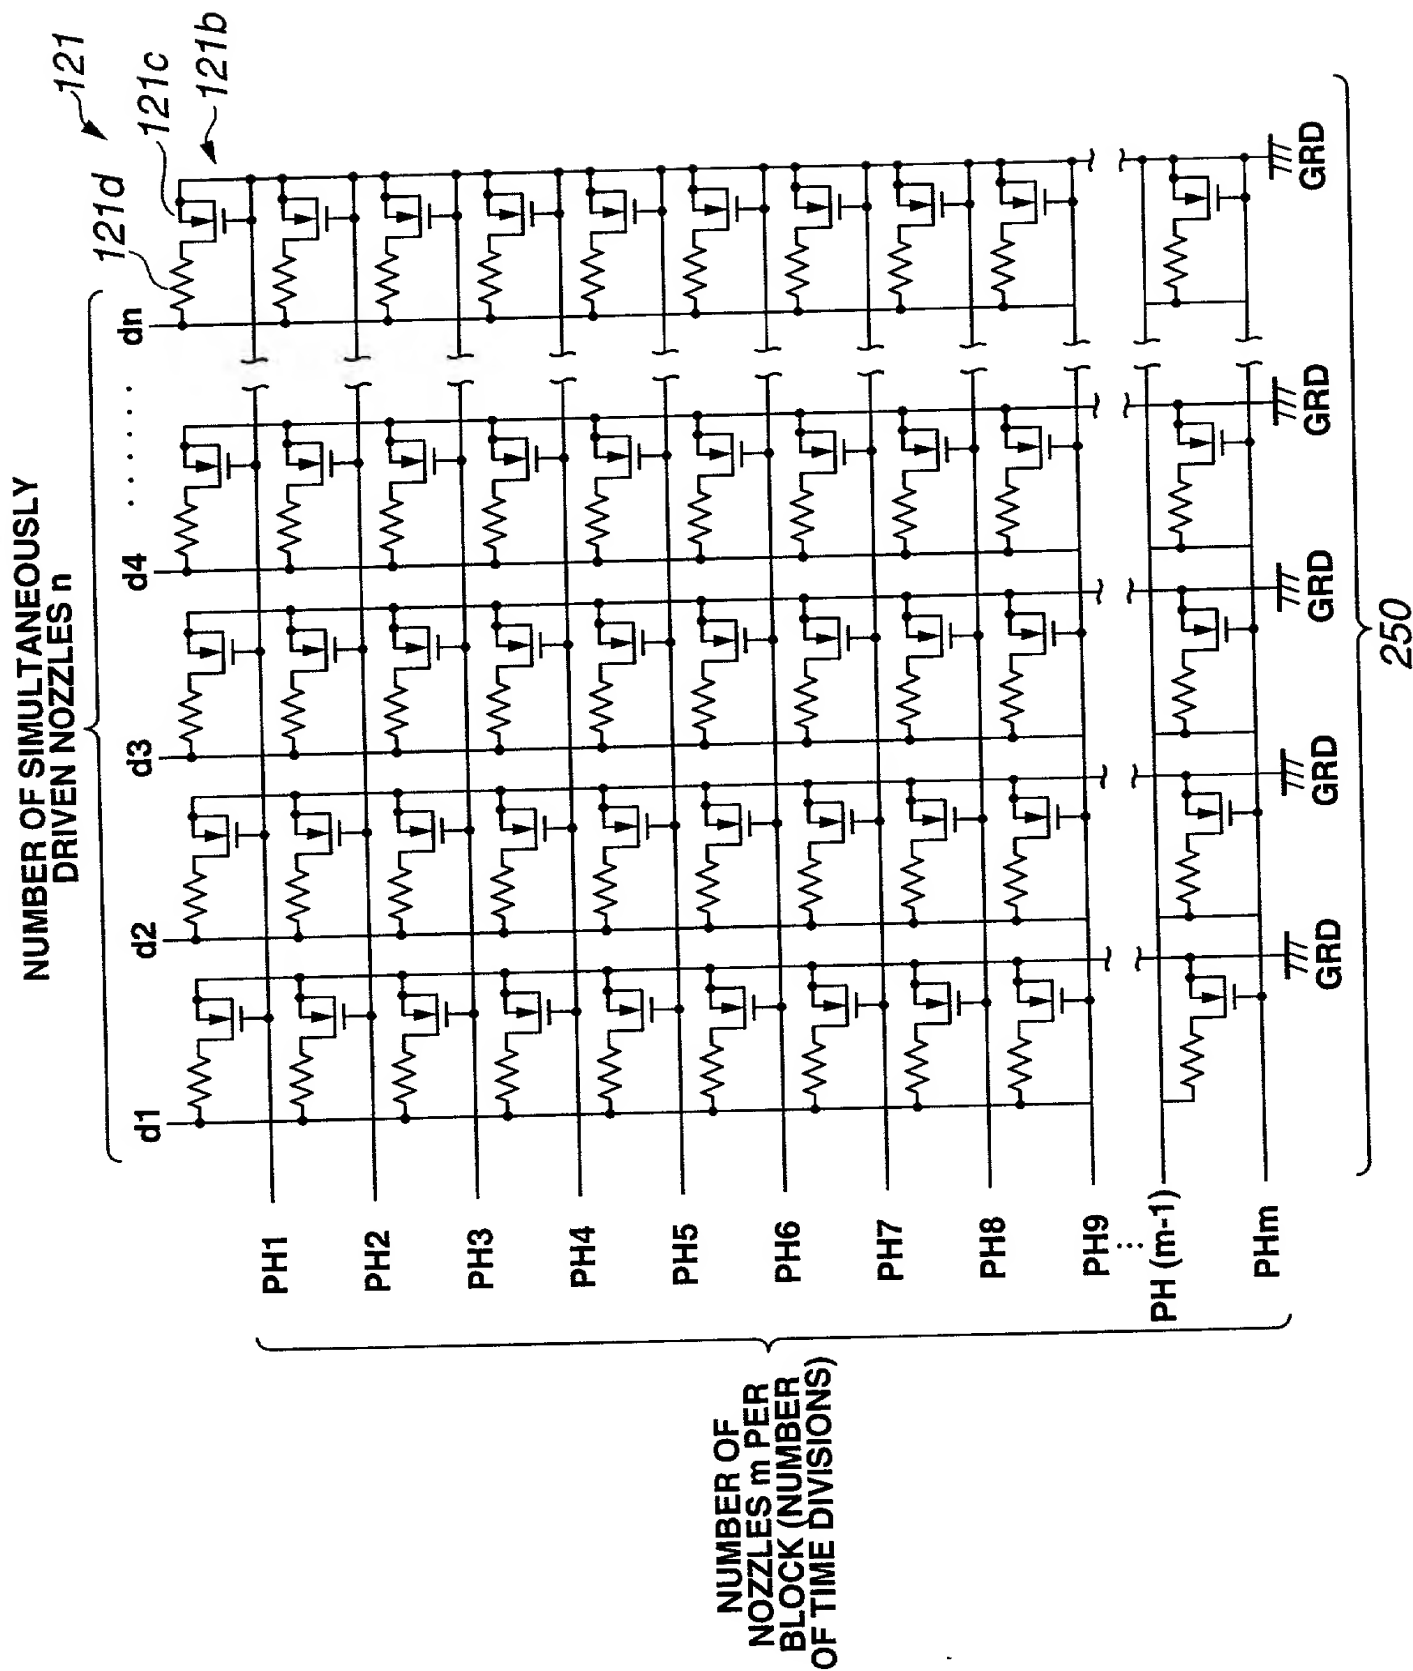 121
121c
121b
121d
NUMBER OF SIMULTANEOUSLY
DRIVEN NOZZLES n
d1
d2
d3
d4
.....
dn
PH1
PH2
PH3
PH4
PH5
PH6
PH7
PH8
PH9
...
PH (m-1)
PHm
NUMBER OF
NOZZLES m PER
BLOCK (NUMBER
OF TIME DIVISIONS)
GRD
GRD
GRD
GRD
GRD
250